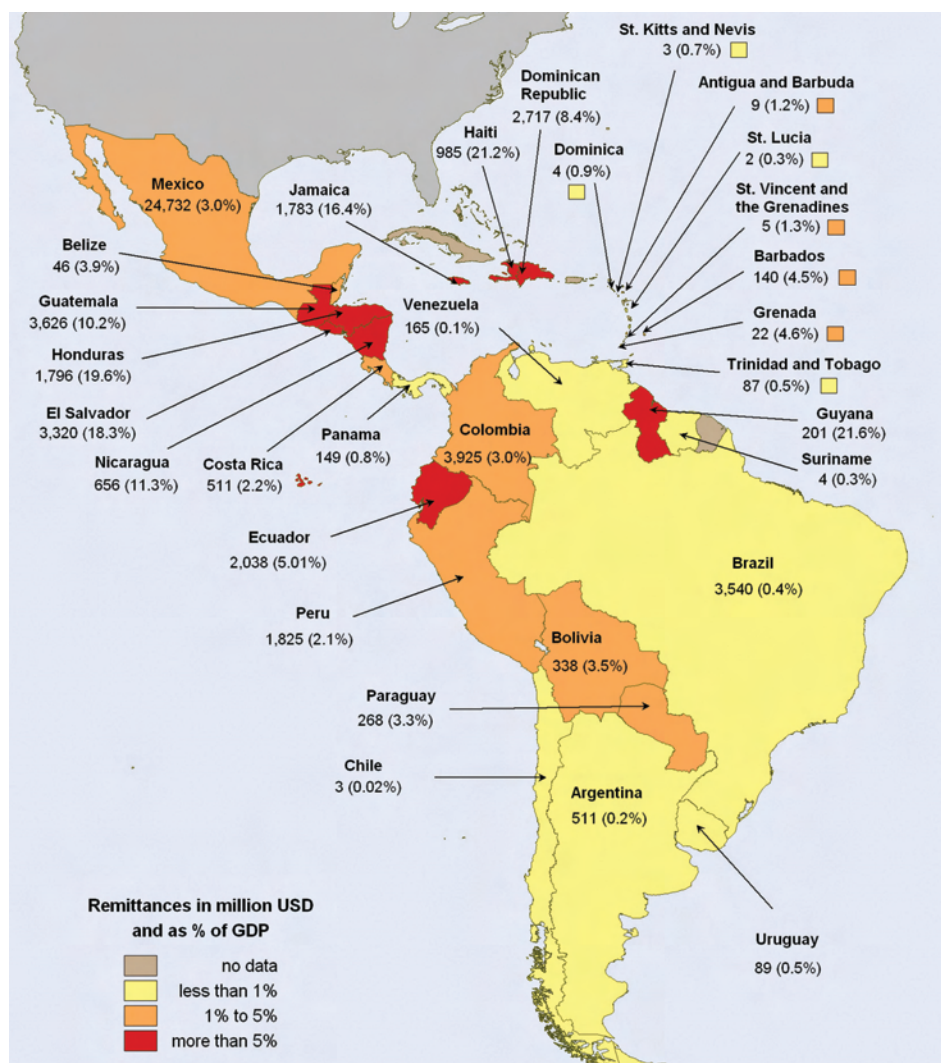 St. Kitts and Nevis
3 (0.7%)
Dominican
Republic
2,717 (8.4%)
Antigua and Barbuda
9 (1.2%)
Haiti
985 (21.2%)
Dominica
4 (0.9%)
St. Lucia
2 (0.3%)
Mexico
24,732 (3.0%)
Jamaica
1,783 (16.4%)
St. Vincent and
the Grenadines
5 (1.3%)
Belize
46 (3.9%)
Barbados
140 (4.5%)
Guatemala
3,626 (10.2%)
Venezuela
165 (0.1%)
Grenada
22 (4.6%)
Honduras
1,796 (19.6%)
Trinidad and Tobago
87 (0.5%)
El Salvador
3,320 (18.3%)
Panama
149 (0.8%)
Colombia
3,925 (3.0%)
Guyana
201 (21.6%)
Nicaragua
656 (11.3%)
Costa Rica
511 (2.2%)
Suriname
4 (0.3%)
Ecuador
2,038 (5.01%)
Brazil
3,540 (0.4%)
Peru
1,825 (2.1%)
Bolivia
338 (3.5%)
Paraguay
268 (3.3%)
Chile
3 (0.02%)
Argentina
511 (0.2%)
Remittances in million USD
and as % of GDP
no data
less than 1%
1% to 5%
more than 5%
Uruguay
89 (0.5%)